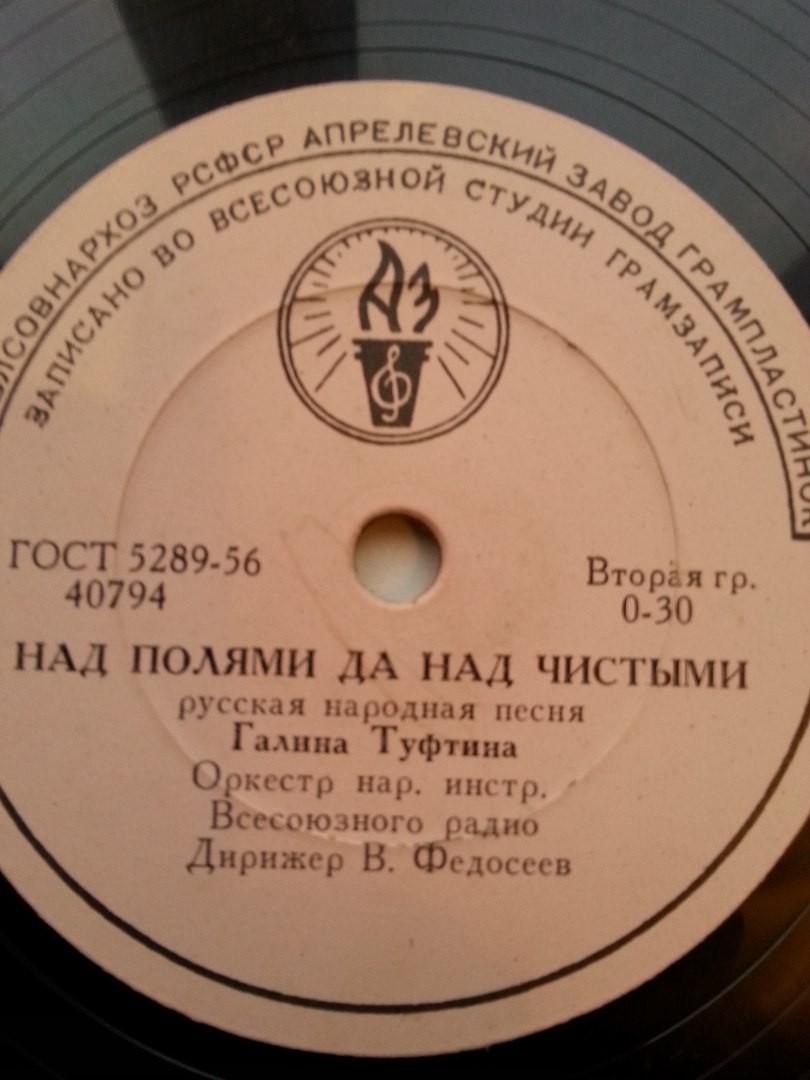 РСФСР АПРЕЛЕВСКИЙ ЗАВОД ГРАМПЛАСТИНОК
ЗАПИСАНО ВО ВСЕСОЮЗНОЙ СТУДИИ ГРАМЗАПИСИ
АЗ
ГОСТ 5289-56
40794
Вторая гр.
0-30
НАД ПОЛЯМИ ДА НАД ЧИСТЫМИ
русская народная песня
Галина Туфтина
Оркестр нар. инстр.
Всесоюзного радио
Дирижер В. Федосеев